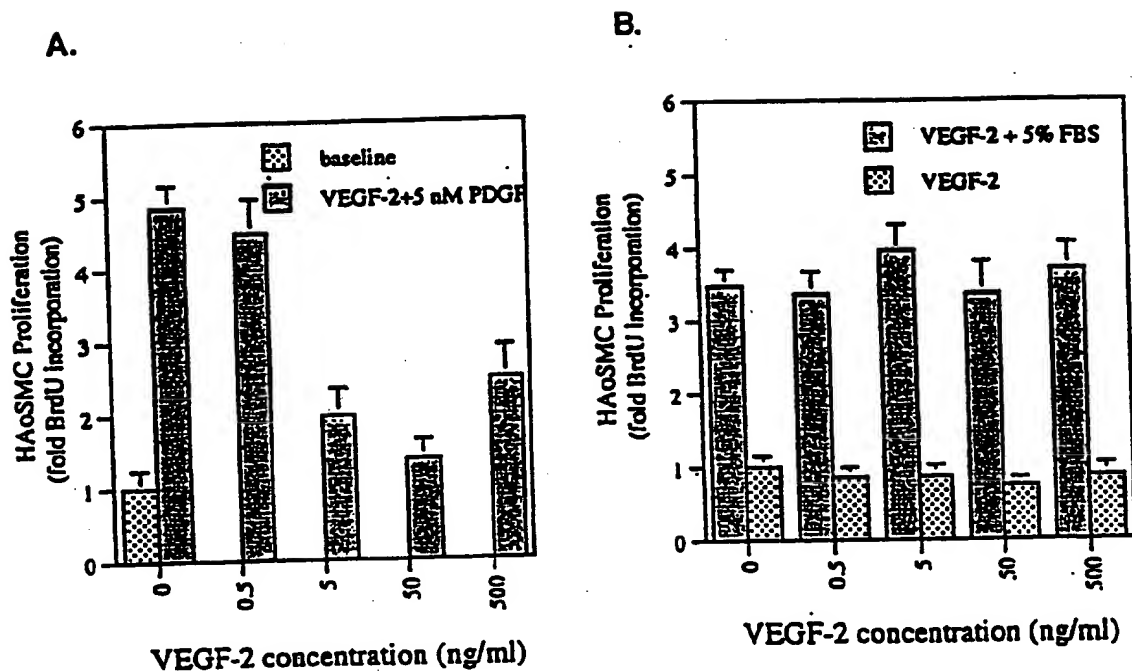 A.
6
5
4
3
2
1
0
HAoSMC Proliferation
(fold BrdU incorporation)
baseline
VEGF-2+5 nM PDGF
0
0.5
5
50
500
VEGF-2 concentration (ng/ml)
B.
6
5
4
3
2
1
0
HAoSMC Proliferation
(fold BrdU incorporation)
VEGF-2 + 5% FBS
VEGF-2
0
0.5
5
50
500
VEGF-2 concentration (ng/ml)